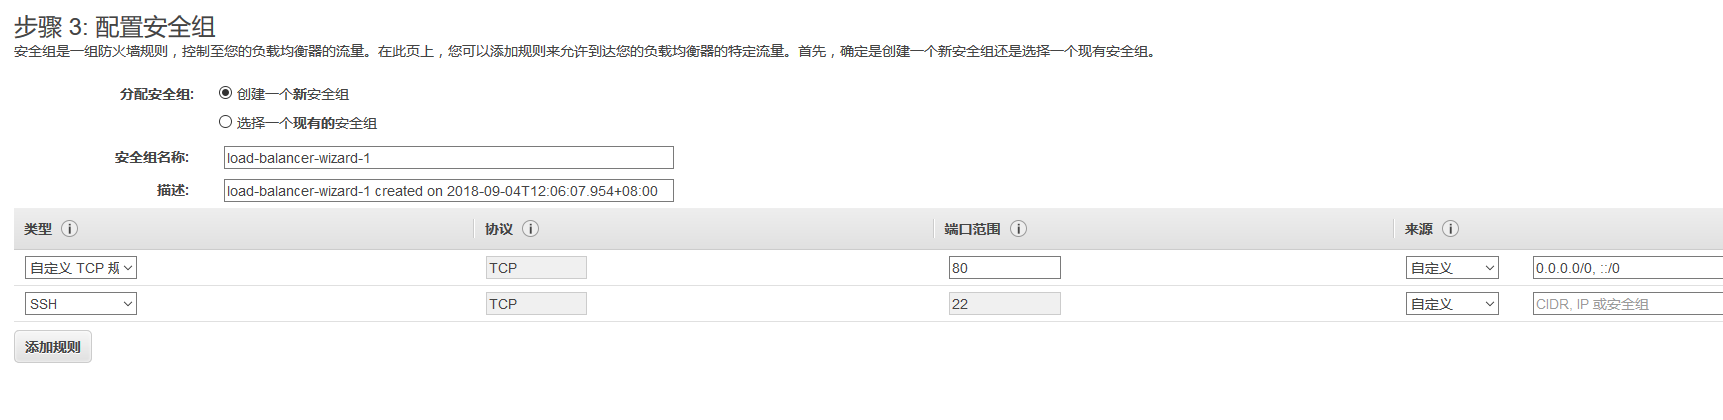 步骤 3: 配置安全组
安全组是一组防火墙规则，控制至您的负载均衡器的流量。在此页上，您可以添加规则来允许到达您的负载均衡器的特定流量。首先，确定是创建一个新安全组还是选择一个现有安全组。
分配安全组: 创建一个新安全组
选择一个现有的安全组
安全组名称: load-balancer-wizard-1
描述: load-balancer-wizard-1 created on 2018-09-04T12:06:07.954+08:00
类型 i 协议 i 端口范围 i 来源 i
自定义 TCP 规 TCP 80 自定义 0.0.0.0/0, ::/0
SSH TCP 22 自定义 CIDR, IP 或安全组
添加规则